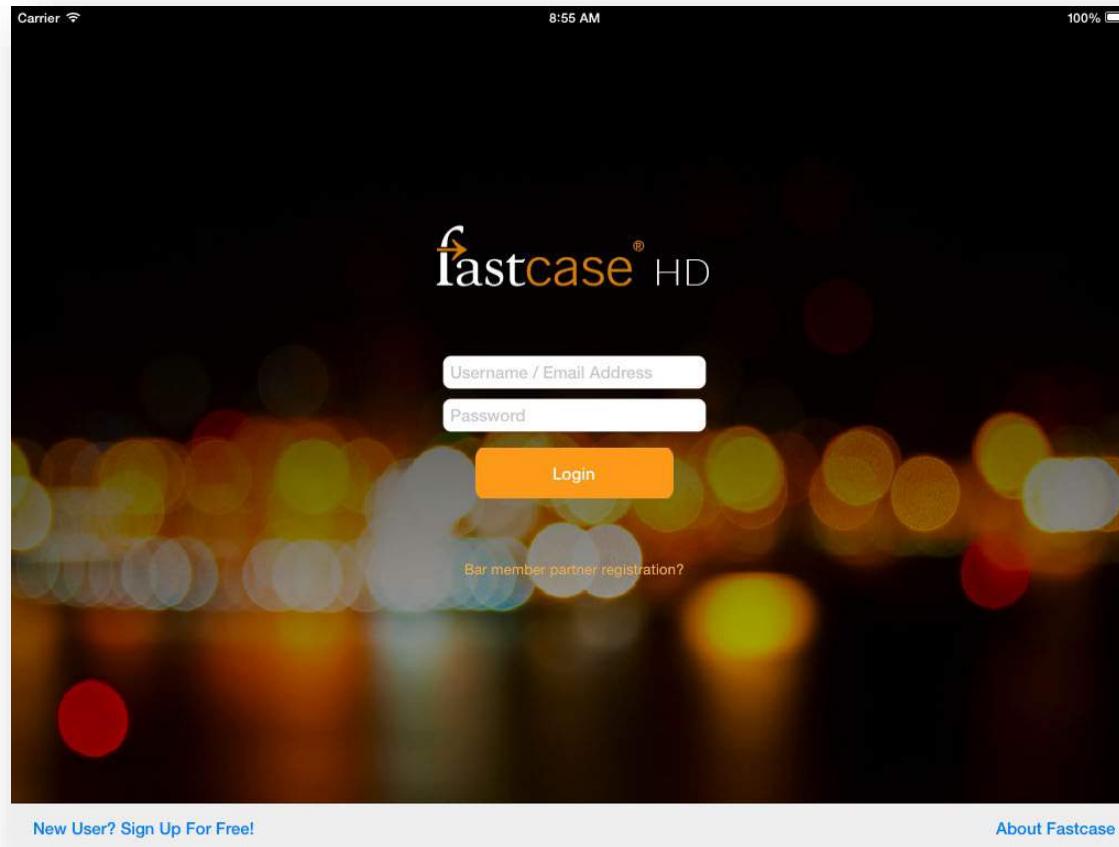 Carrier 8:55 AM 100%
fastcase® HD
Username / Email Address
Password
Login
Bar member partner registration?
New User? Sign Up For Free! About Fastcase